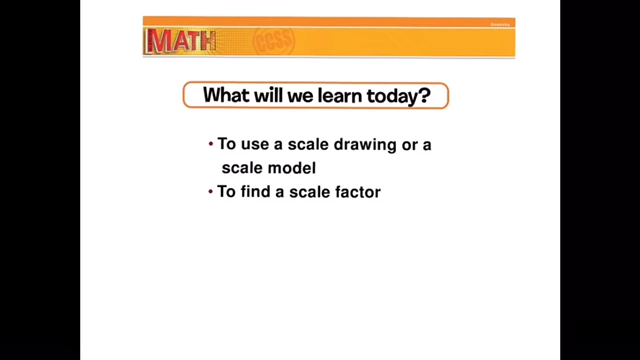 MATH
CCSS
What will we learn today?
• To use a scale drawing or a
scale model
• To find a scale factor